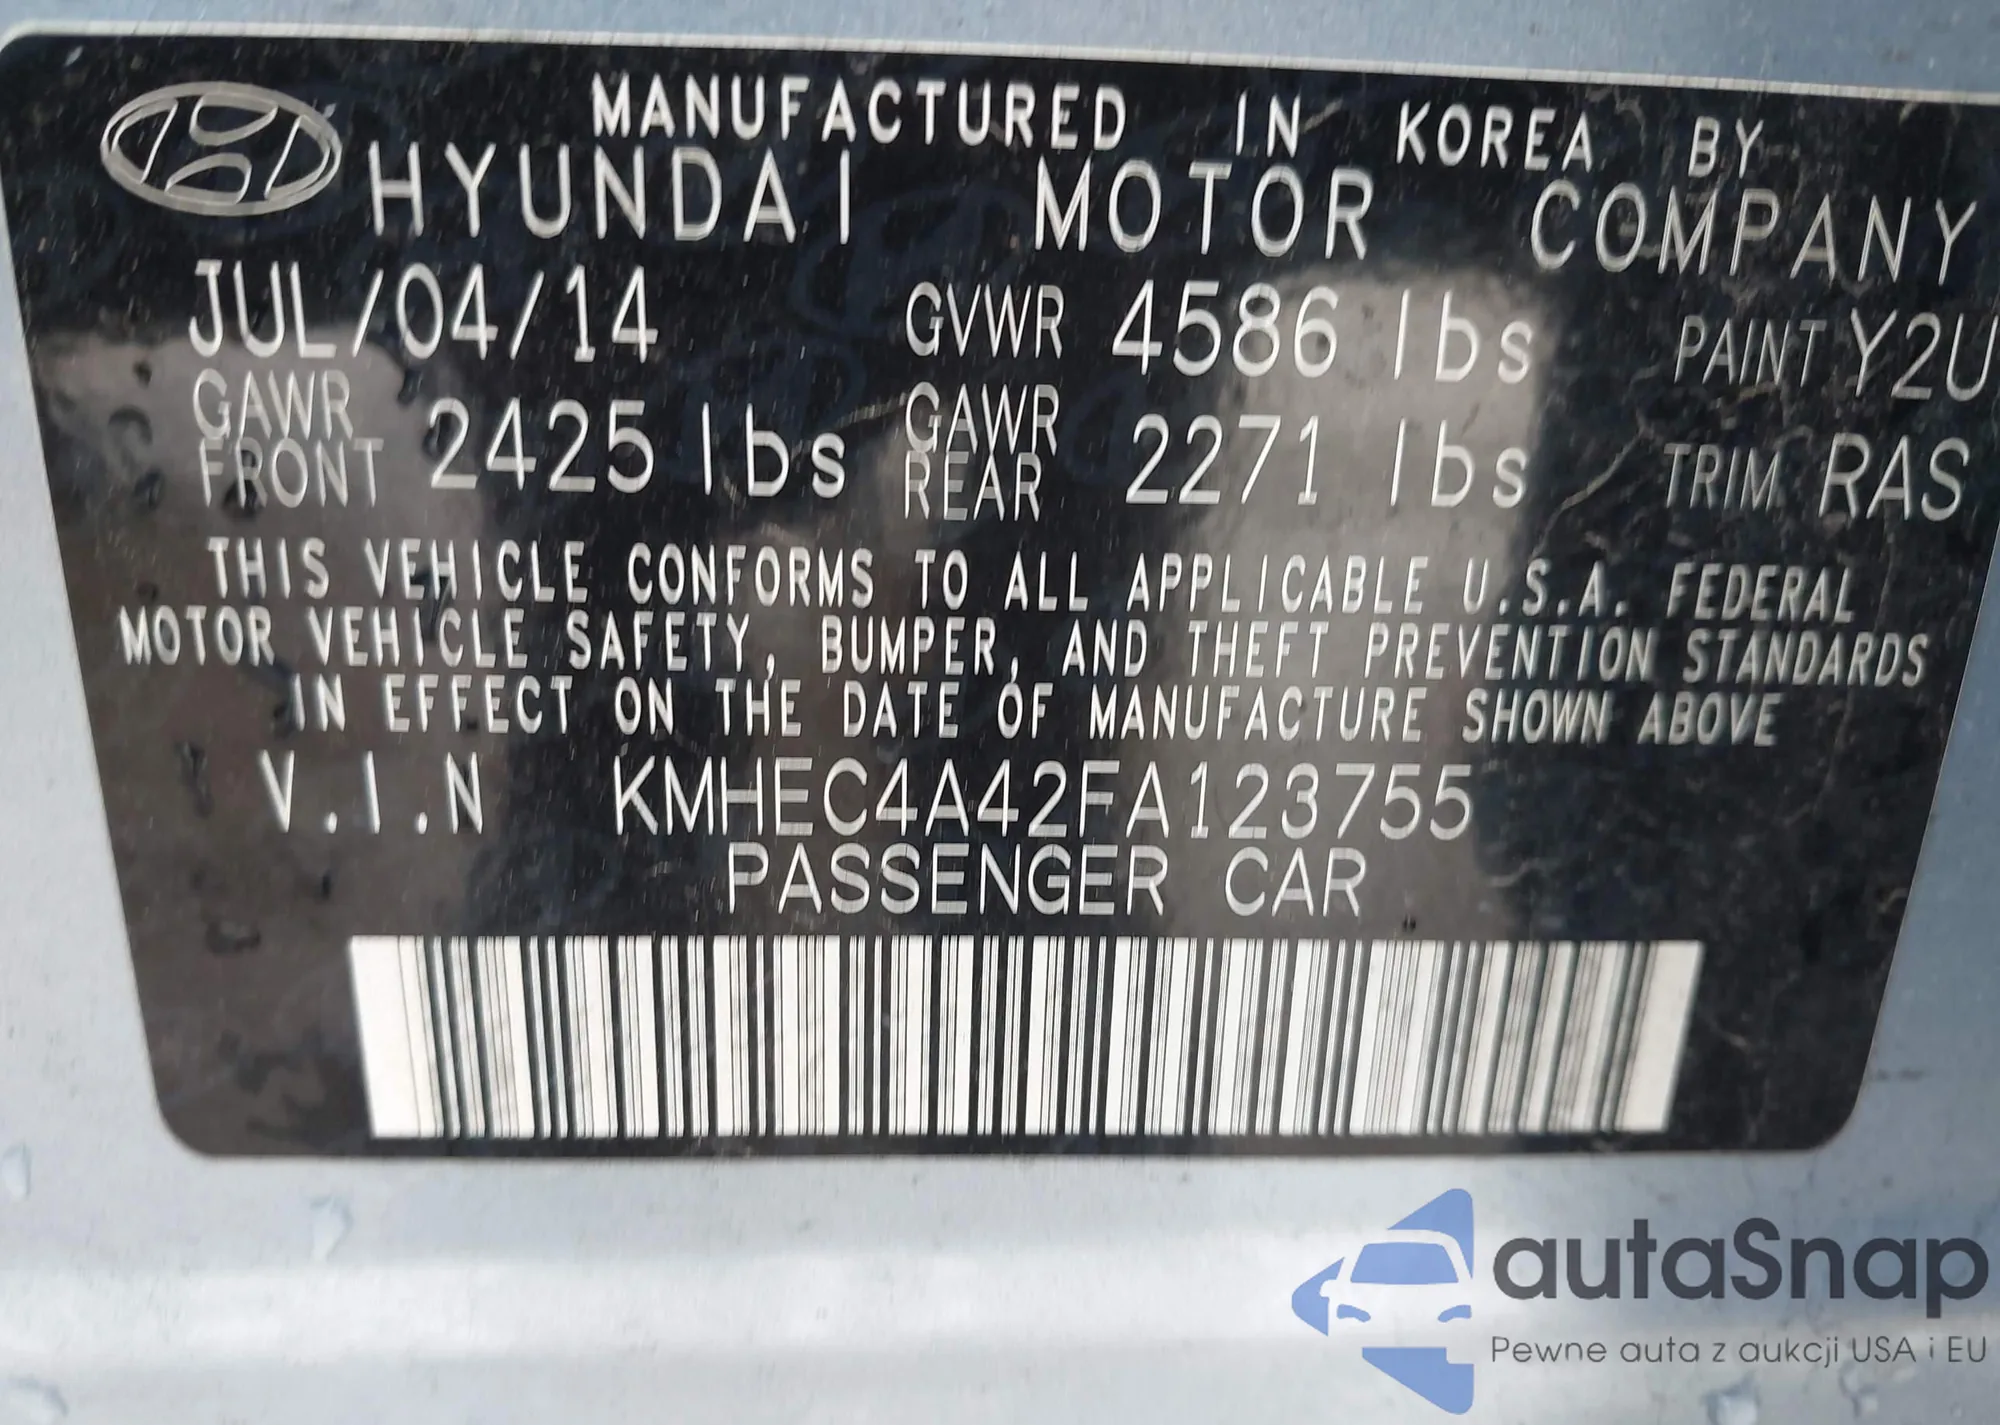 MANUFACTURED IN KOREA BY
HYUNDAI MOTOR COMPANY
JUL/04/14 GVWR 4586 lbs PAINT Y2U
GAWR FRONT 2425 lbs GAWR REAR 2271 lbs TRIM RAS
THIS VEHICLE CONFORMS TO ALL APPLICABLE U.S.A. FEDERAL
MOTOR VEHICLE SAFETY, BUMPER, AND THEFT PREVENTION STANDARDS
IN EFFECT ON THE DATE OF MANUFACTURE SHOWN ABOVE
V.I.N KMHEC4A42FA123755
PASSENGER CAR
autaSnap
Pewne auta z aukcji USA i EU